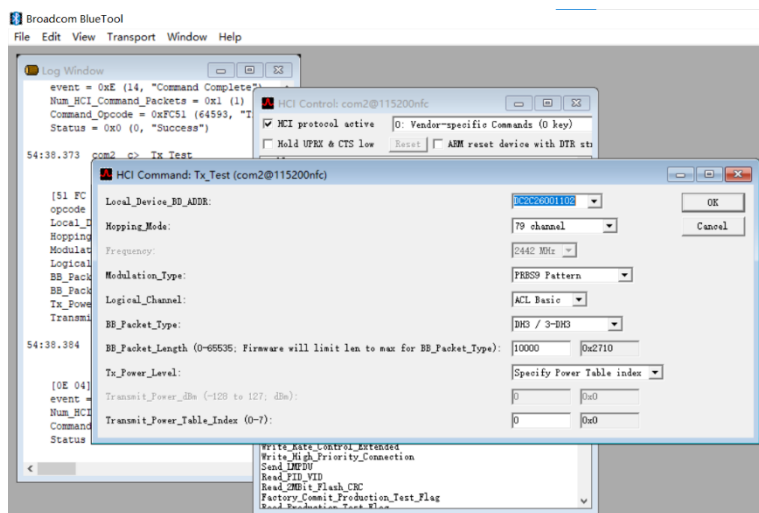 Broadcom BlueTool
File Edit View Transport Window Help
Log Window
event = 0xE (14, "Command Complete")
Num_HCI_Command_Packets = 0x1 (1)
Command_Opcode = 0xFC51 (64593, "T
Status = 0x0 (0, "Success")
54:38.373 com2 c> Tx_Test
[51 FC
opcode
Local_D
Hopping
Modulat
Logical
BB_Pack
BB_Pack
Tx_Powe
Transmi
54:38.384
[0E 04]
event =
Num_HCI
Command
Status
HCI Control: com2@115200nfc
HCI protocol active
0: Vendor-specific Commands (0 key)
Hold UPRX & CTS low
Reset
ARM reset device with DTR st
HCI Command: Tx_Test (com2@115200nfc)
Local_Device_BD_ADDR: DC2C26001102
OK
Hopping_Mode: 79 channel
Cancel
Frequency: 2442 MHz
Modulation_Type: PRBS9 Pattern
Logical_Channel: ACL Basic
BB_Packet_Type: DH3 / 3-DH3
BB_Packet_Length (0-65535; Firmware will limit len to max for BB_Packet_Type): 10000 0x2710
Tx_Power_Level: Specify Power Table index
Transmit_Power_dBm (-128 to 127; dBm): 0 0x0
Transmit_Power_Table_Index (0-7): 0 0x0
Write_Rate_Control_Extended
Write_High_Priority_Connection
Send_LMPDU
Read_PID_VID
Read_2MBit_Flash_CRC
Factory_Commit_Production_Test_Flag
Read_Production_Test_Flag